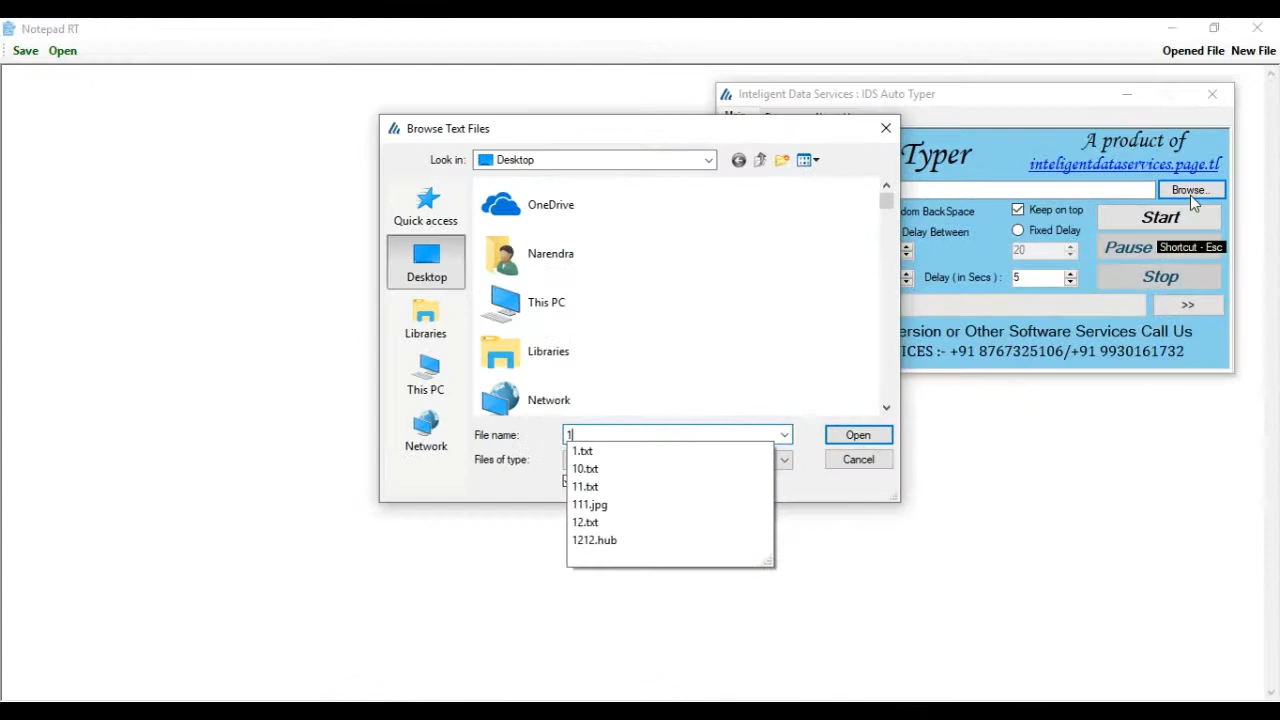 Notepad RT
Save Open Opened File New File
Inteligent Data Services : IDS Auto Typer
Browse Text Files
Look in: Desktop
Quick access
Desktop
Libraries
This PC
Network
OneDrive
Narendra
This PC
Libraries
Network
File name: 1
Open
1.txt
10.txt
11.txt
111.jpg
12.txt
1212.hub
Files of type:
Cancel
Typer
A product of
inteligentdataservices.page.tl
Browse..
dom BackSpace
Keep on top
Start
Delay Between
Fixed Delay
20
Pause Shortcut - Esc
Delay ( in Secs ) : 5
Stop
>>
ersion or Other Software Services Call Us
ICES :- +91 8767325106/+91 9930161732